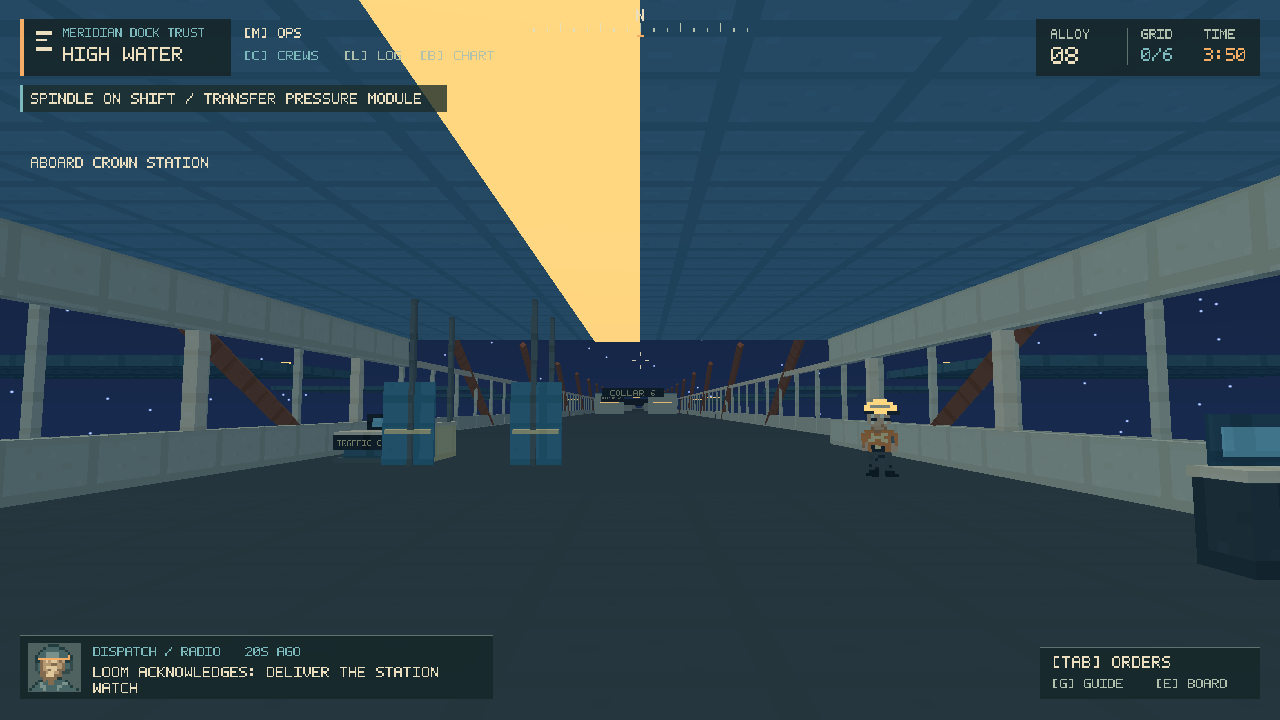 N
MERIDIAN DOCK TRUST
HIGH WATER
[M] OPS
[C] CREWS [L] LOG [B] CHART
ALLOY
08
GRID
0/6
TIME
3:50
SPINDLE ON SHIFT / TRANSFER PRESSURE MODULE
ABOARD CROWN STATION
COLLAR 6
TRAFFIC
DISPATCH / RADIO 20S AGO
LOOM ACKNOWLEDGES: DELIVER THE STATION
WATCH
[TAB] ORDERS
[G] GUIDE [E] BOARD